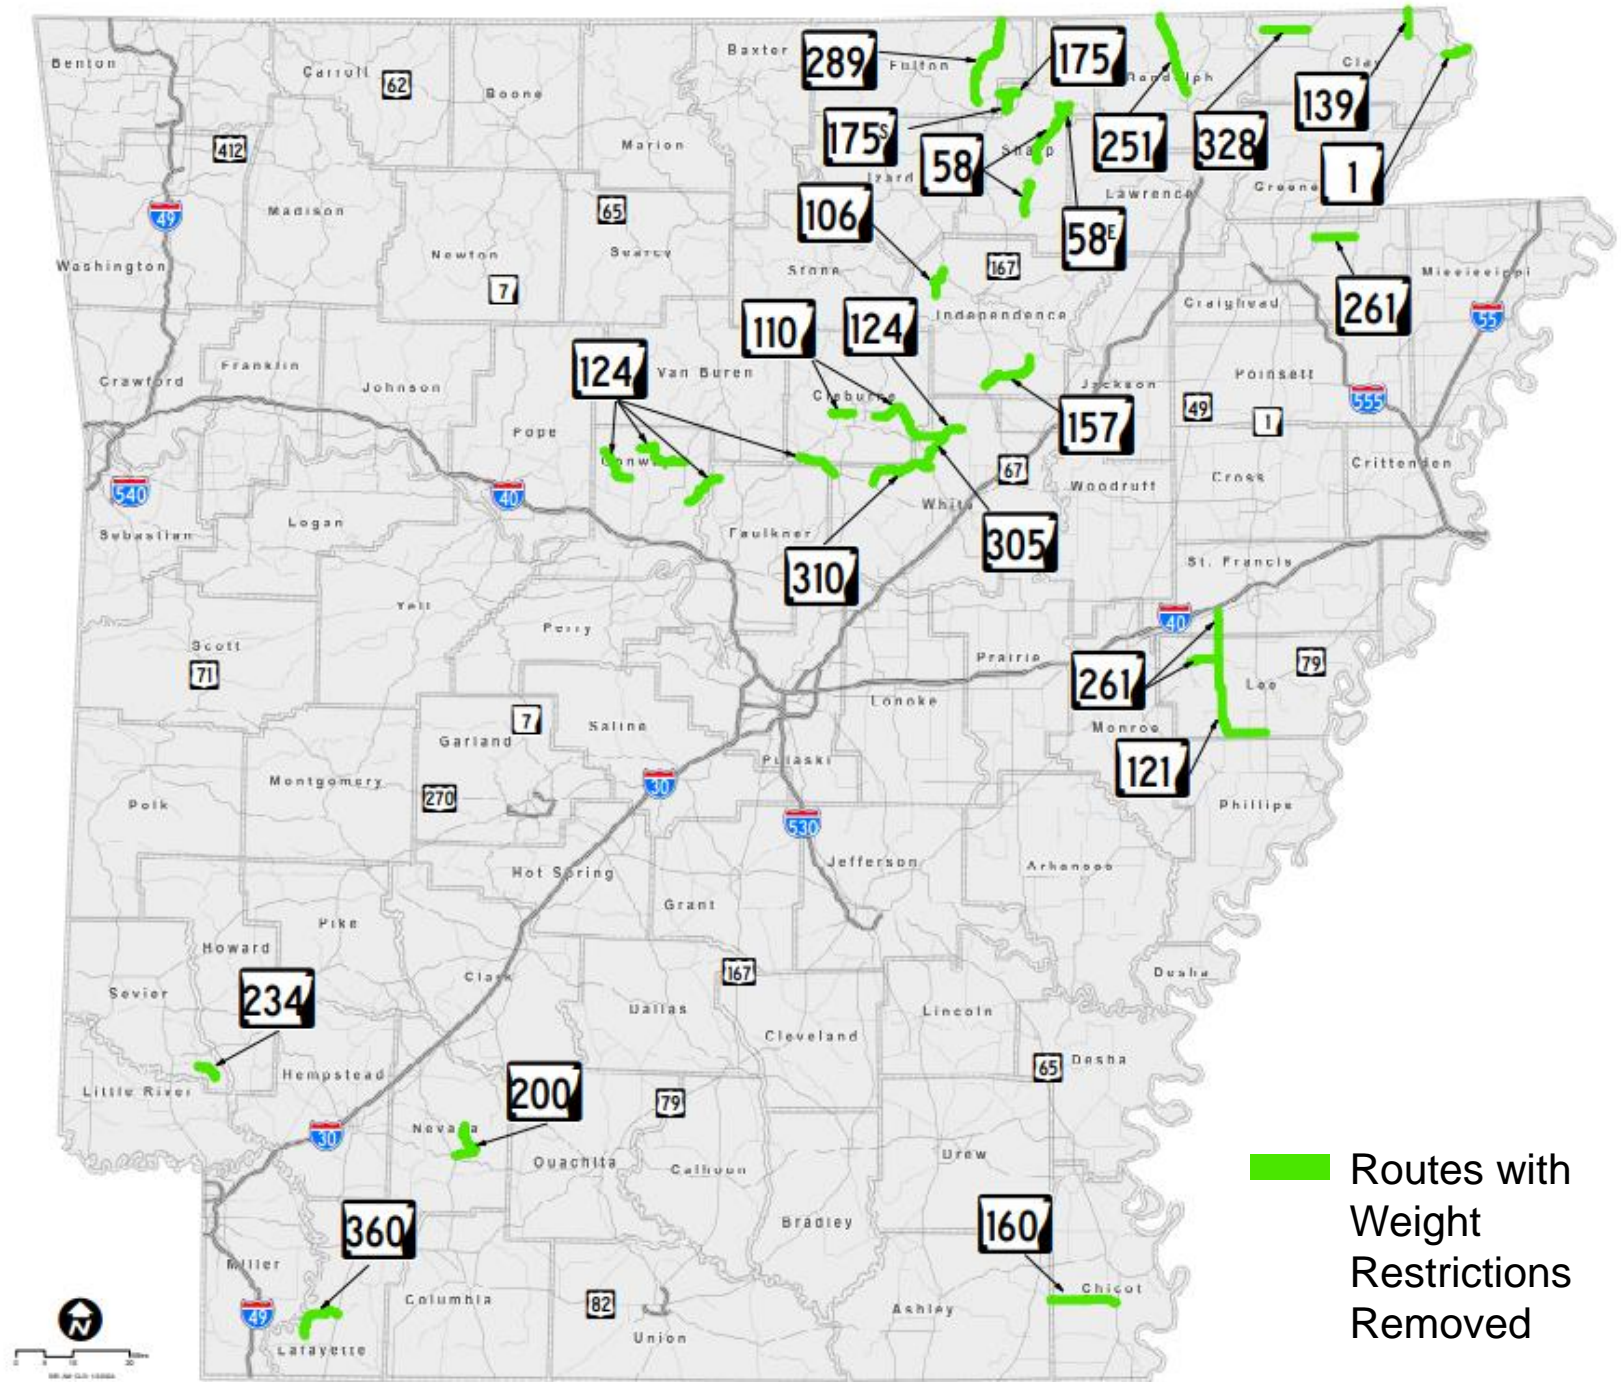 Benton
Carroll
62
Boone
Baxter
289
Fulton
175
Randolph
Clay
139
412
Marion
175S
58
Sharp
251
328
1
Izard
Lawrence
Greene
49
Madison
65
106
58E
Washington
Newton
Searcy
Stone
167
Mississippi
7
Independence
Craighead
261
55
110
124
124
Van Buren
Crawford
Franklin
Johnson
Cleburne
Jackson
Poinsett
555
49
1
157
Pope
Conway
67
Crittenden
540
40
Woodruff
Cross
Logan
White
Sebastian
Faulkner
305
310
St. Francis
Yell
Perry
40
Scott
71
Prairie
261
79
Lee
7
Lonoke
Garland
Saline
Monroe
Pulaski
121
Montgomery
30
270
Polk
530
Phillips
Jefferson
Hot Spring
Arkansas
Grant
Pike
Howard
Clark
167
Desha
Sevier
234
Dallas
Lincoln
Cleveland
65
Desha
Hempstead
Little River
200
79
30
Nevada
Ouachita
Calhoun
Drew
Routes with
Weight
Restrictions
Removed
360
Bradley
160
Miller
Chicot
49
Columbia
82
Ashley
Union
Lafayette
N